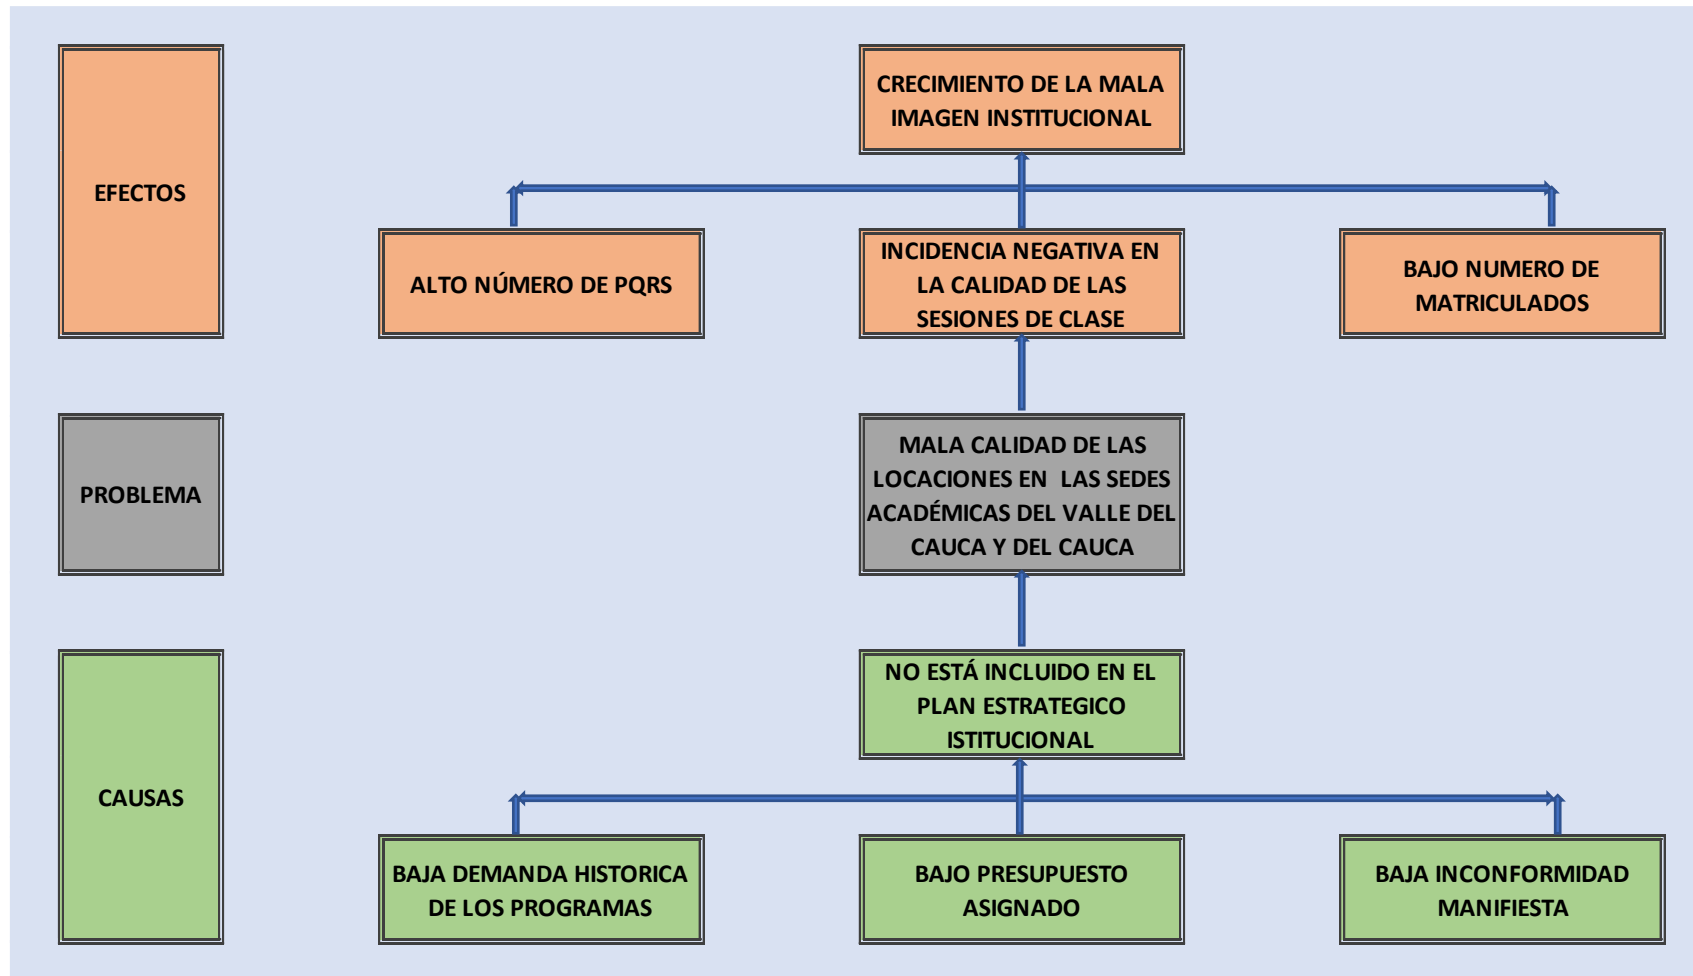 CRECIMIENTO DE LA MALA
IMAGEN INSTITUCIONAL
EFECTOS
ALTO NÚMERO DE PQRS
INCIDENCIA NEGATIVA EN
LA CALIDAD DE LAS
SESIONES DE CLASE
BAJO NUMERO DE
MATRICULADOS
PROBLEMA
MALA CALIDAD DE LAS
LOCACIONES EN LAS SEDES
ACADÉMICAS DEL VALLE DEL
CAUCA Y DEL CAUCA
CAUSAS
NO ESTÁ INCLUIDO EN EL
PLAN ESTRATEGICO
ISTITUCIONAL
BAJA DEMANDA HISTORICA
DE LOS PROGRAMAS
BAJO PRESUPUESTO
ASIGNADO
BAJA INCONFORMIDAD
MANIFIESTA